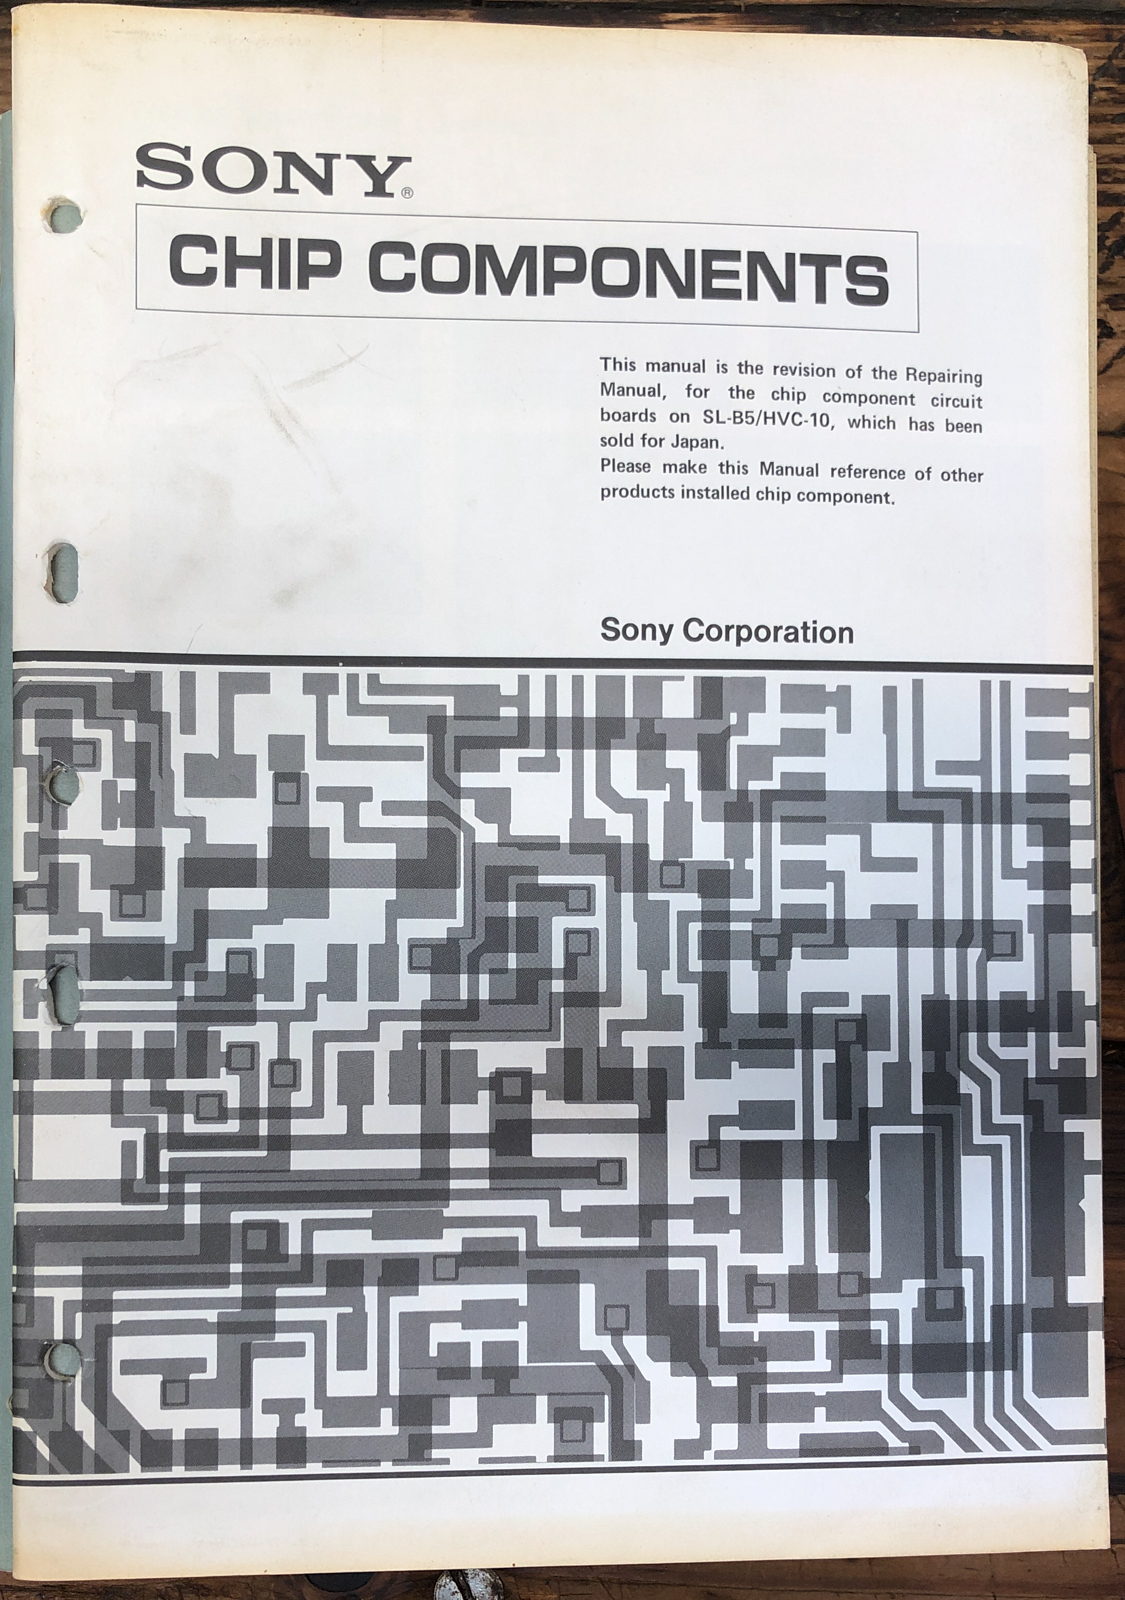 SONY®
CHIP COMPONENTS
This manual is the revision of the Repairing
Manual, for the chip component circuit
boards on SL-B5/HVC-10, which has been
sold for Japan.
Please make this Manual reference of other
products installed chip component.
Sony Corporation